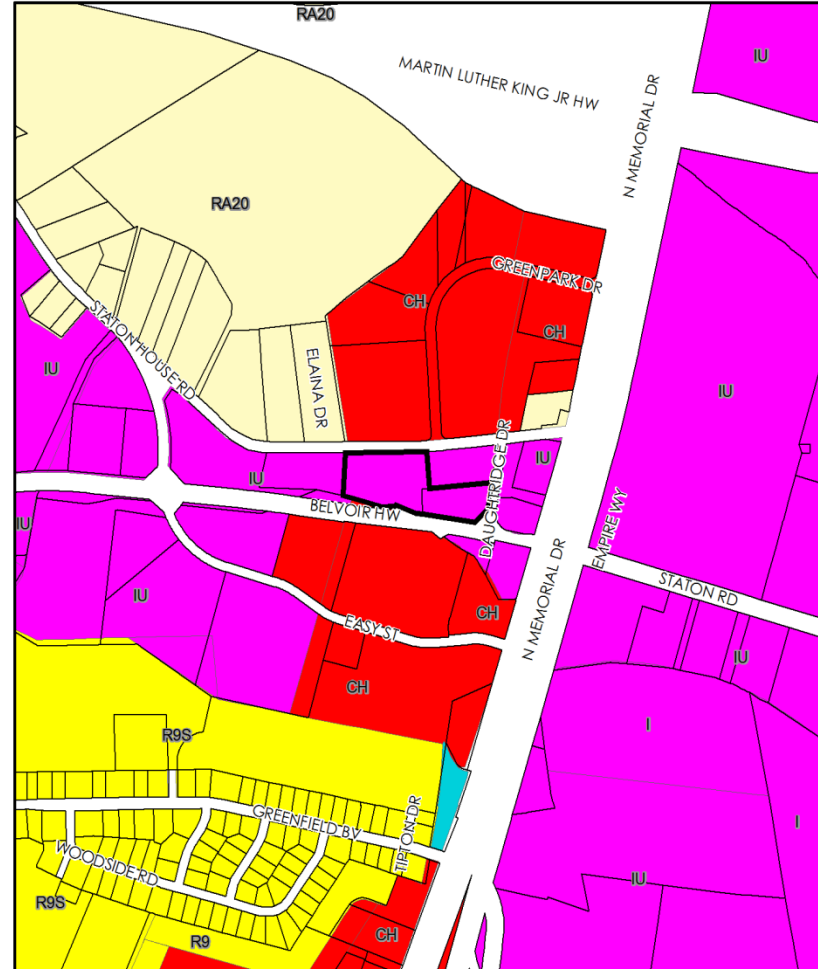 RA20
IU
MARTIN LUTHER KING JR HW
N MEMORIAL DR
RA20
GREENPARK DR
CH
CH
STATON HOUSE RD
ELAINA DR
IU
IU
IU
IU
DAUGHTRIDGE DR
BELVOIR HW
IU
EMPIRE WY
STATON RD
N MEMORIAL DR
IU
CH
EASY ST
IU
CH
I
R9S
TIPTON DR
GREENFIELD BV
I
WOODSIDE RD
IU
R9S
R9
CH